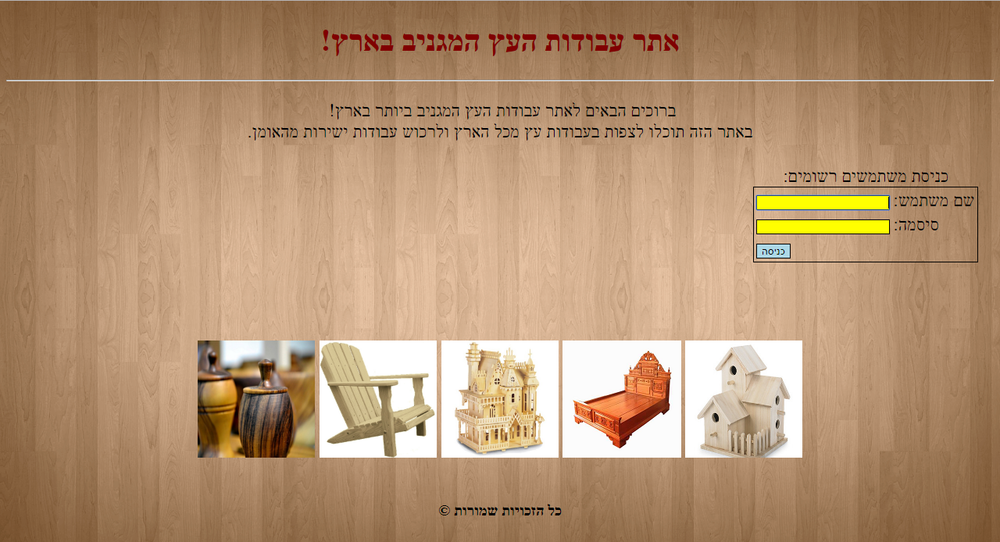 אתר עבודות העץ המגניב בארץ!
ברוכים הבאים לאתר עבודות העץ המגניב ביותר בארץ!
באתר הזה תוכלו לצפות בעבודות עץ מכל הארץ ולרכוש עבודות ישירות מהאומן.
כניסת משתמשים רשומים:
שם משתמש:
סיסמה:
כניסה
כל הזכויות שמורות ©